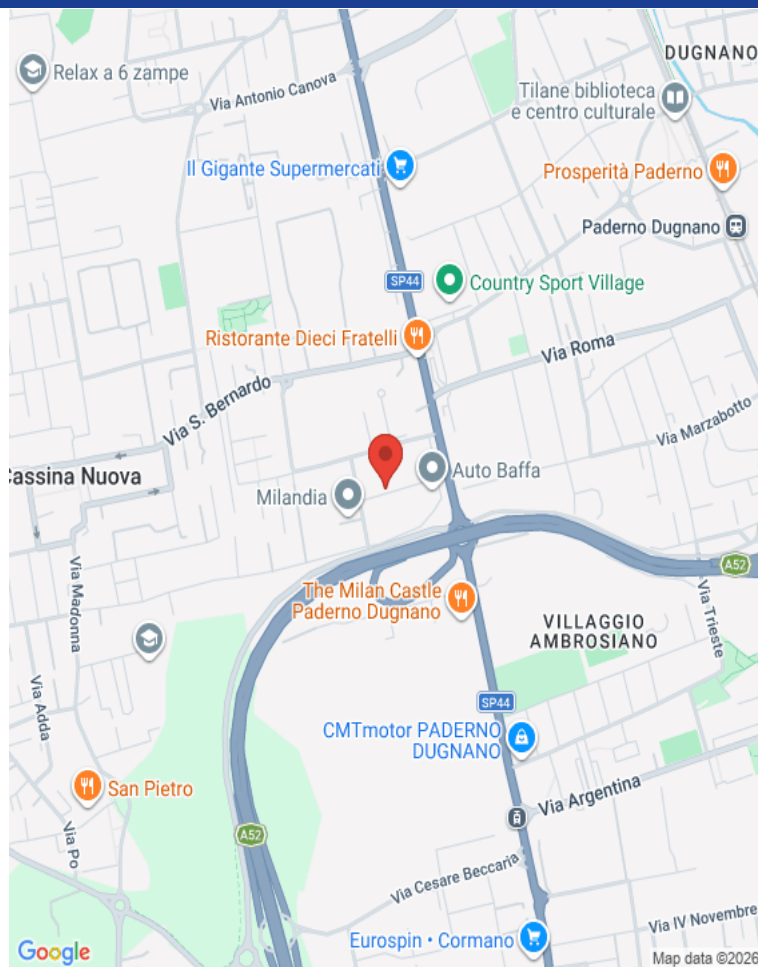 DUGNANO
Relax a 6 zampe
Via Antonio Canova
Tilane biblioteca
e centro culturale
Il Gigante Supermercati
Prosperità Paderno
Paderno Dugnano
SP44
Country Sport Village
Ristorante Dieci Fratelli
Via Roma
Via S. Bernardo
Via Marzabotto
Cassina Nuova
Auto Baffa
Milandia
A52
Via Madonna
The Milan Castle
Paderno Dugnano
Via Trieste
VILLAGGIO
AMBROSIANO
Via Adda
SP44
CMTmotor PADERNO
DUGNANO
San Pietro
Via Argentina
Via Po
A52
Via Cesare Beccaria
Via IV Novembre
Eurospin • Cormano
Google
Map data ©2026